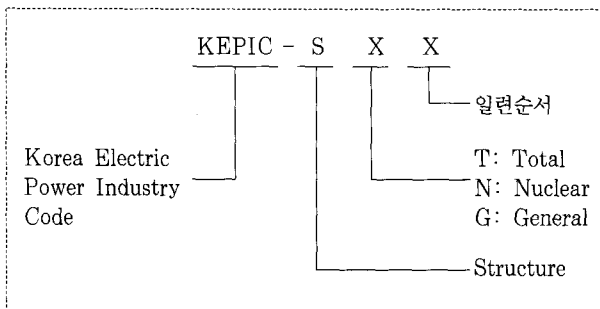 KEPIC - S X X
일련순서
Korea Electric
Power Industry
Code
T: Total
N: Nuclear
G: General
Structure